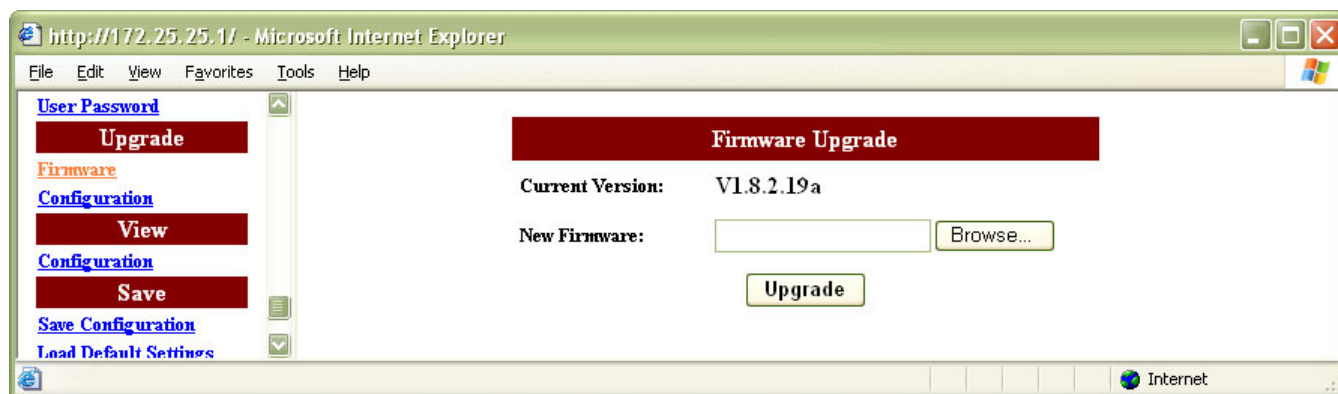 http://172.25.25.1/ - Microsoft Internet Explorer
File Edit View Favorites Tools Help
User Password
Upgrade
Firmware
Configuration
View
Configuration
Save
Save Configuration
Load Default Settings
Firmware Upgrade
Current Version: V1.8.2.19a
New Firmware: Browse...
Upgrade
Internet